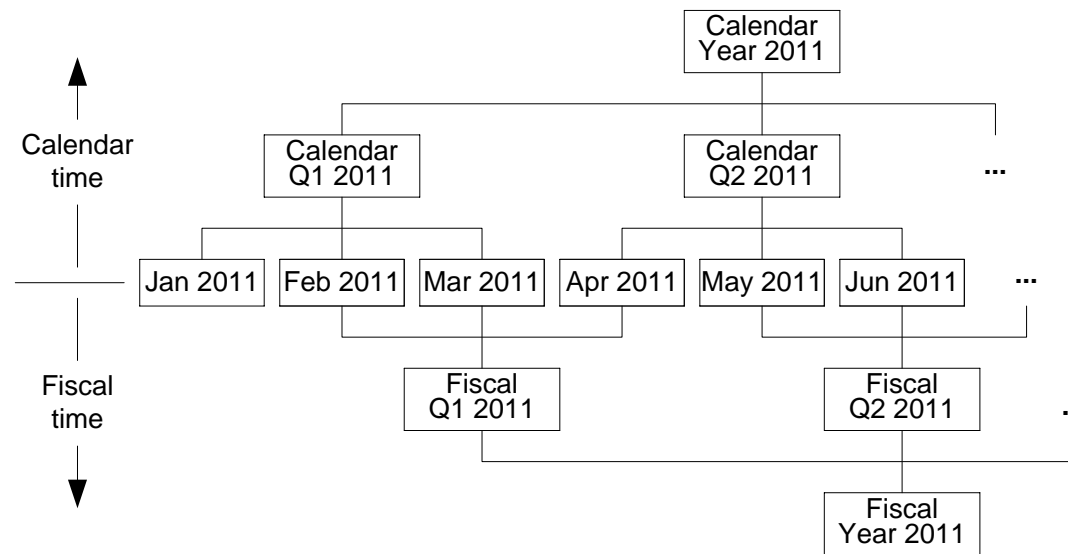 Calendar
Year 2011
Calendar
time
Calendar
Q1 2011
Calendar
Q2 2011
...
Jan 2011
Feb 2011
Mar 2011
Apr 2011
May 2011
Jun 2011
...
Fiscal
time
Fiscal
Q1 2011
Fiscal
Q2 2011
.
Fiscal
Year 2011